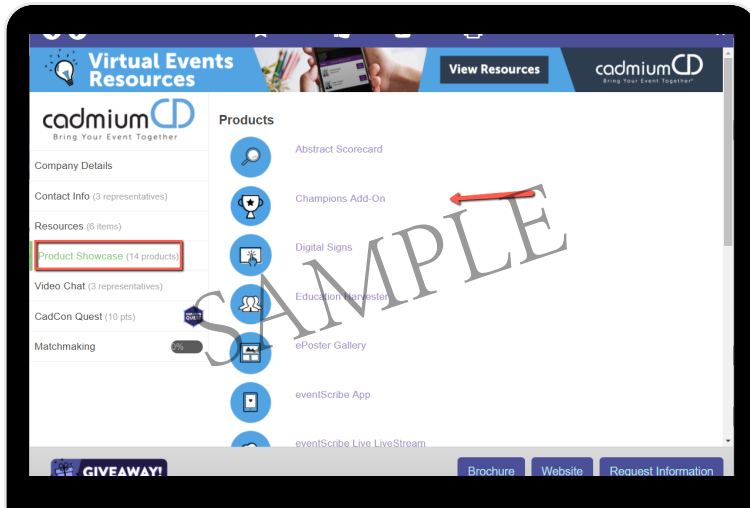 Virtual Events
Resources
View Resources
cadmiumCD
Bring Your Event Together
cadmiumCD
Bring Your Event Together
Company Details
Contact Info (3 representatives)
Resources (6 items)
Product Showcase (14 products)
Video Chat (3 representatives)
CadCon Quest (10 pts)
QUEST
Matchmaking
0%
Products
Abstract Scorecard
Champions Add-On
Digital Signs
Education Harvester
ePoster Gallery
eventScribe App
eventScribe Live LiveStream
SAMPLE
GIVEAWAY!
Brochure
Website
Request Information